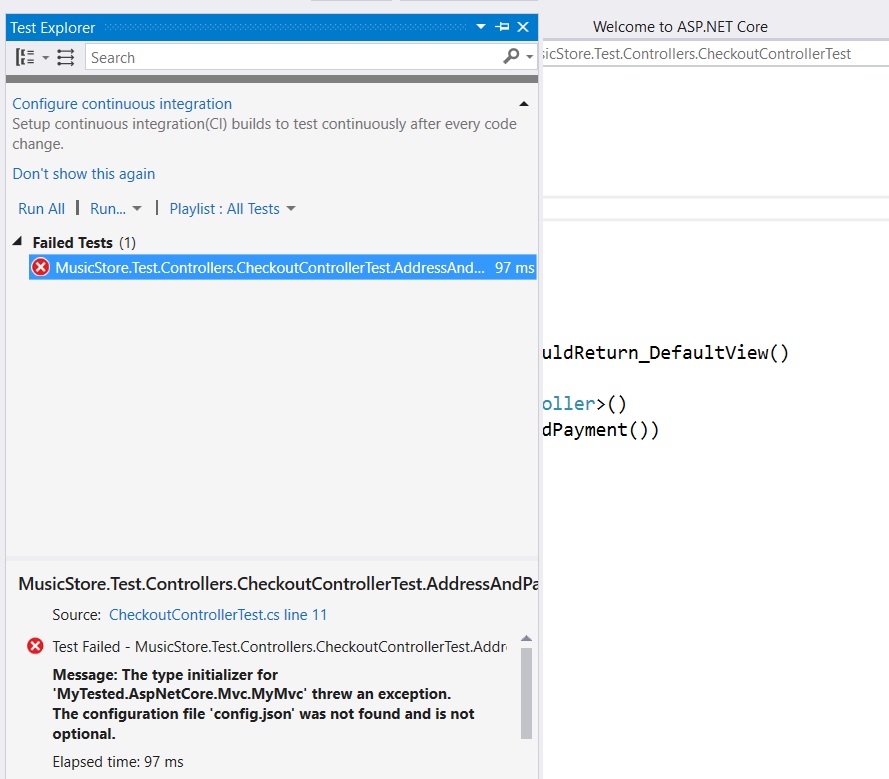 Test Explorer
Welcome to ASP.NET Core
Search
sicStore.Test.Controllers.CheckoutControllerTest
Configure continuous integration
Setup continuous integration(CI) builds to test continuously after every code
change.
Don't show this again
Run All | Run... | Playlist : All Tests
Failed Tests (1)
MusicStore.Test.Controllers.CheckoutControllerTest.AddressAnd... 97 ms
uldReturn_DefaultView()
oller>()
dPayment())
MusicStore.Test.Controllers.CheckoutControllerTest.AddressAndPa
Source: CheckoutControllerTest.cs line 11
Test Failed - MusicStore.Test.Controllers.CheckoutControllerTest.Addr
Message: The type initializer for
'MyTested.AspNetCore.Mvc.MyMvc' threw an exception.
The configuration file 'config.json' was not found and is not
optional.
Elapsed time: 97 ms